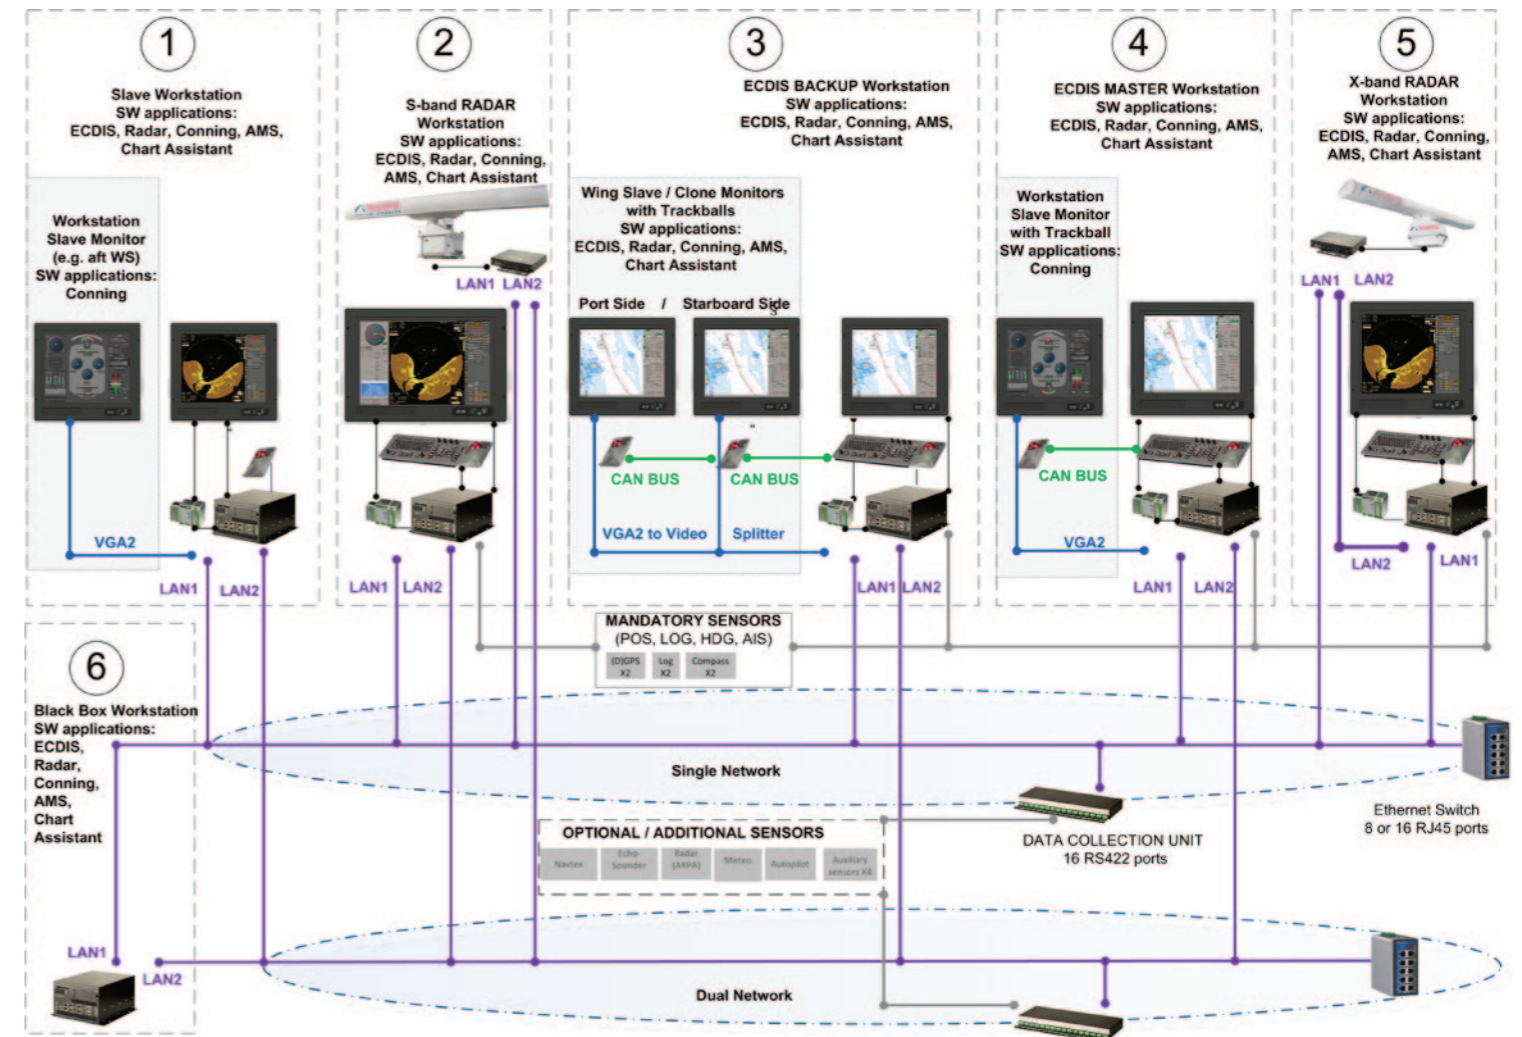 1
Slave Workstation
SW applications:
ECDIS, Radar, Conning, AMS,
Chart Assistant
Workstation
Slave Monitor
(e.g. aft WS)
SW applications:
Conning
VGA2
LAN1
LAN2
2
S-band RADAR
Workstation
SW applications:
ECDIS, Radar, Conning,
AMS, Chart Assistant
LAN1 LAN2
LAN1 LAN2
3
ECDIS BACKUP Workstation
SW applications:
ECDIS, Radar, Conning, AMS,
Chart Assistant
Wing Slave / Clone Monitors
with Trackballs
SW applications:
ECDIS, Radar, Conning, AMS,
Chart Assistant
Port Side / Starboard Side
S
CAN BUS
CAN BUS
VGA2 to Video Splitter
LAN1 LAN2
4
ECDIS MASTER Workstation
SW applications:
ECDIS, Radar, Conning, AMS,
Chart Assistant
Workstation
Slave Monitor
with Trackball
SW applications:
Conning
CAN BUS
VGA2
LAN1 LAN2
5
X-band RADAR
Workstation
SW applications:
ECDIS, Radar, Conning,
AMS, Chart Assistant
LAN1 LAN2
LAN2
LAN1
MANDATORY SENSORS
(POS, LOG, HDG, AIS)
(D)GPS
X2
Log
X2
Compass
X2
6
Black Box Workstation
SW applications:
ECDIS,
Radar,
Conning,
AMS,
Chart
Assistant
LAN1
LAN2
Single Network
Ethernet Switch
8 or 16 RJ45 ports
DATA COLLECTION UNIT
16 RS422 ports
OPTIONAL / ADDITIONAL SENSORS
Navtex
Echo-
Sounder
Radar
(ARPA)
Meteo
Autopilot
Auxiliary
sensors X4
Dual Network